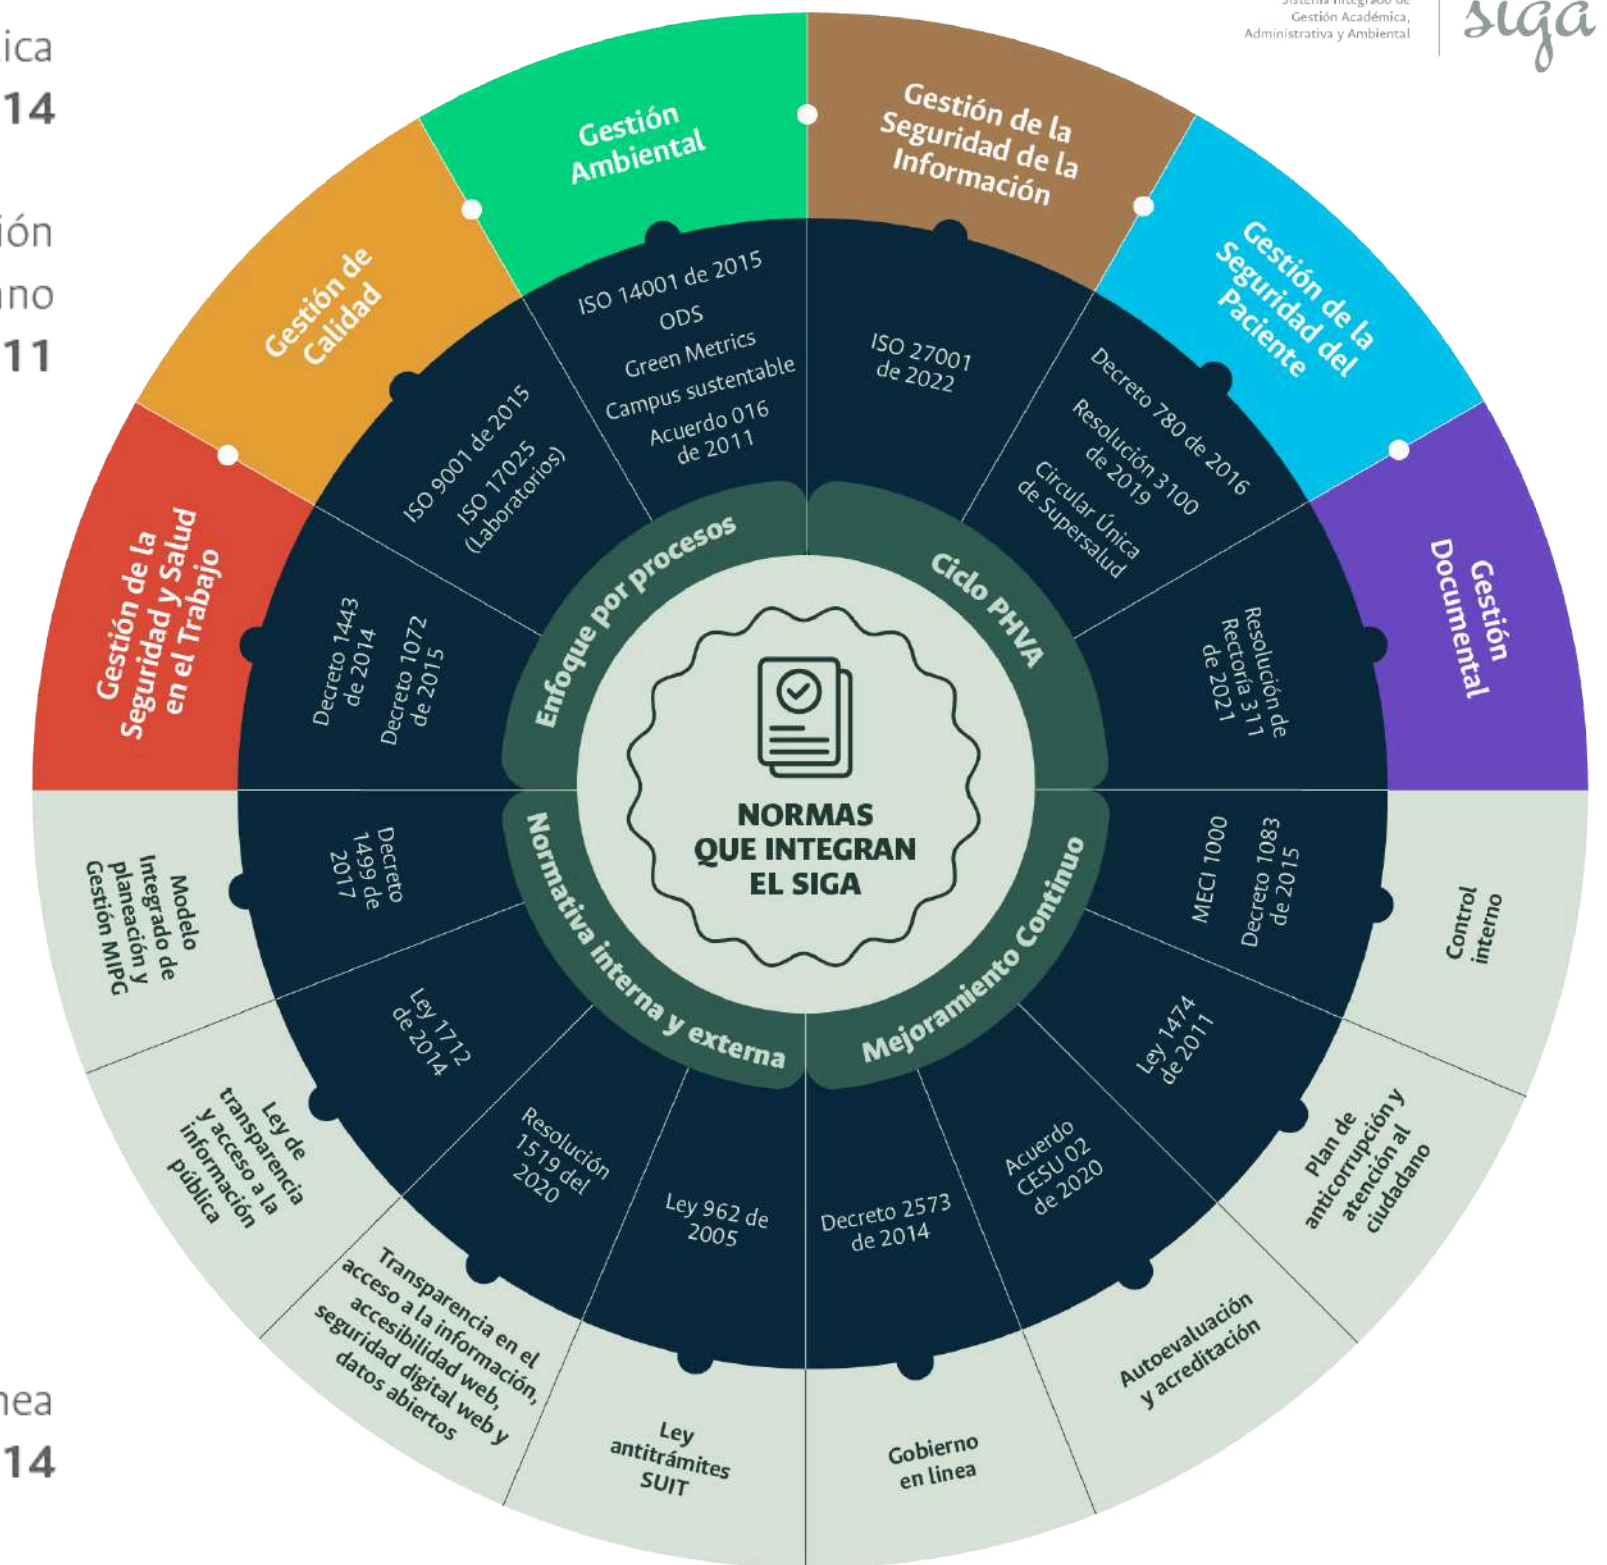 Sistema Integrado de
Gestión Académica,
Administrativa y Ambiental
siga
ica
14
ión
ano
11
nea
14
Gestión de la
Seguridad y Salud
en el Trabajo
Gestión de
Calidad
Gestión
Ambiental
Gestión de la
Seguridad de la
Información
Gestión de la
Seguridad del
Paciente
Gestión
Documental
Decreto 1443
de 2014
Decreto 1072
de 2015
ISO 9001 de 2015
ISO 17025
(Laboratorios)
ISO 14001 de 2015
ODS
Green Metrics
Campus sustentable
Acuerdo 016
de 2011
ISO 27001
de 2022
Decreto 780 de 2016
Resolución 3100
de 2019
Circular Única
de Supersalud
Resolución de
Rectoría 311
de 2021
Enfoque por procesos
Ciclo PHVA
NORMAS
QUE INTEGRAN
EL SIGA
Normativa interna y externa
Mejoramiento Continuo
Decreto
1499 de
2017
Ley 1712
de 2014
Resolución
1519 del
2020
Ley 962 de
2005
Decreto 2573
de 2014
Acuerdo
CESU 02
de 2020
Ley 1474
de 2011
MECI 1000
Decreto 1083
de 2015
Modelo
Integrado de
planeación y
Gestión MIPG
Ley de
transparencia
y acceso a la
información
pública
Transparencia en el
acceso a la información,
accesibilidad web,
seguridad digital web y
datos abiertos
Ley
antitrámites
SUIT
Gobierno
en linea
Autoevaluación
y acreditación
Plan de
anticorrupción y
atención al
ciudadano
Control
interno